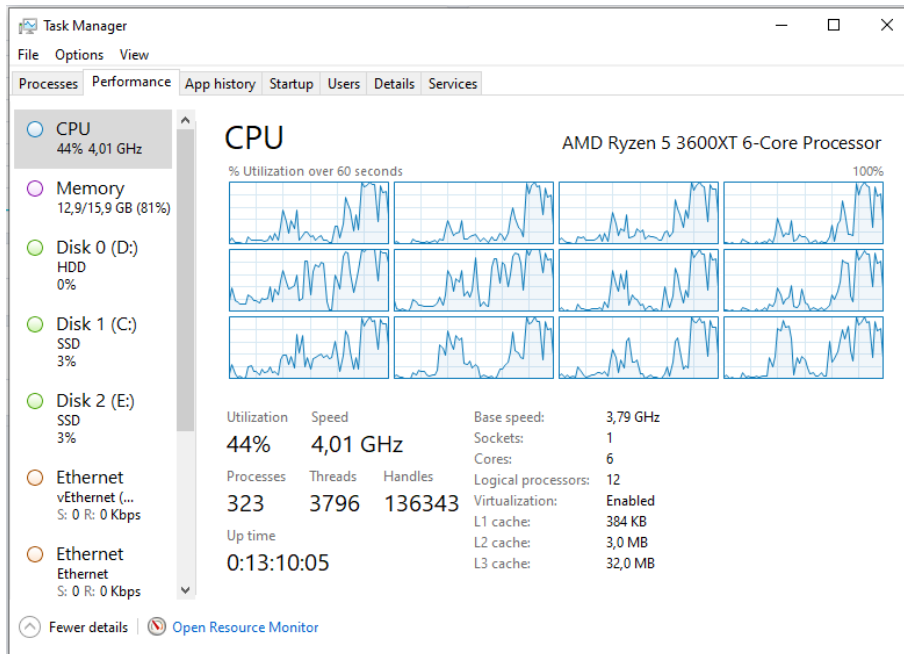 Task Manager
File Options View
Processes Performance App history Startup Users Details Services
CPU
44% 4,01 GHz
Memory
12,9/15,9 GB (81%)
Disk 0 (D:)
HDD
0%
Disk 1 (C:)
SSD
3%
Disk 2 (E:)
SSD
3%
Ethernet
vEthernet (...
S: 0 R: 0 Kbps
Ethernet
Ethernet
S: 0 R: 0 Kbps
CPU AMD Ryzen 5 3600XT 6-Core Processor
% Utilization over 60 seconds 100%
Utilization Speed
44% 4,01 GHz
Processes Threads Handles
323 3796 136343
Up time
0:13:10:05
Base speed: 3,79 GHz
Sockets: 1
Cores: 6
Logical processors: 12
Virtualization: Enabled
L1 cache: 384 KB
L2 cache: 3,0 MB
L3 cache: 32,0 MB
Fewer details Open Resource Monitor